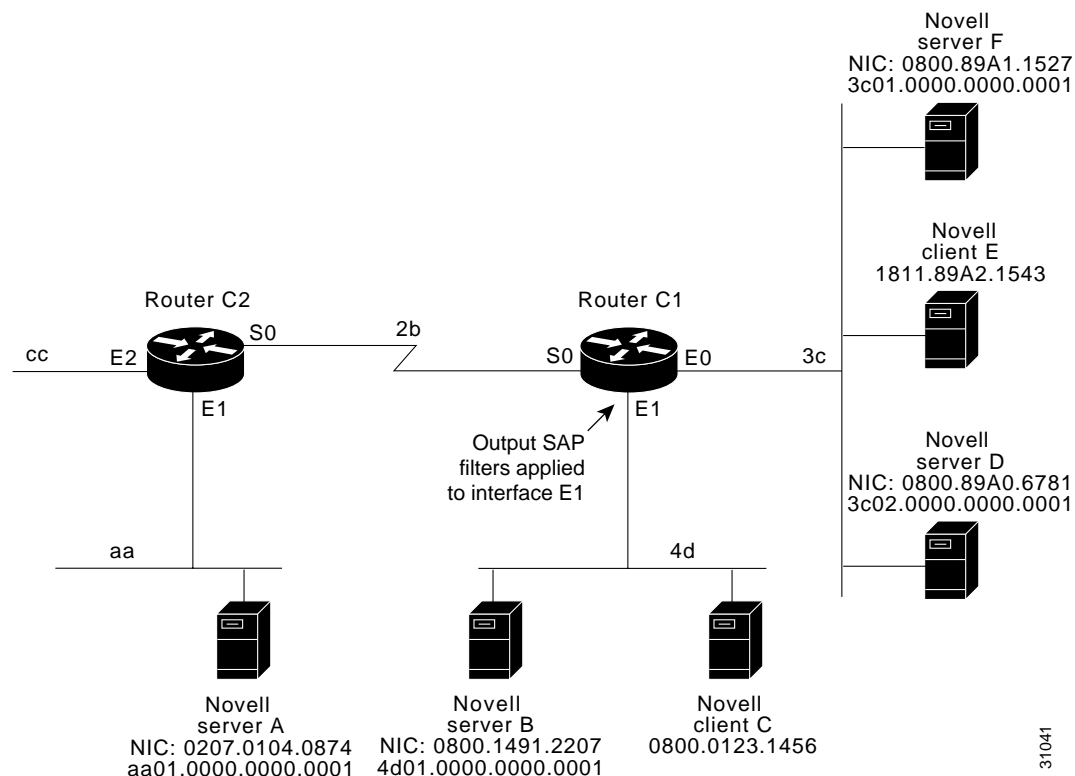 Novell
server F
NIC: 0800.89A1.1527
3c01.0000.0000.0001
Novell
client E
1811.89A2.1543
Router C2
Router C1
S0
2b
cc
E2
S0
E0
3c
E1
E1
Output SAP
filters applied
to interface E1
Novell
server D
NIC: 0800.89A0.6781
3c02.0000.0000.0001
aa
4d
Novell
server A
NIC: 0207.0104.0874
aa01.0000.0000.0001
Novell
server B
NIC: 0800.1491.2207
4d01.0000.0000.0001
Novell
client C
0800.0123.1456
31041